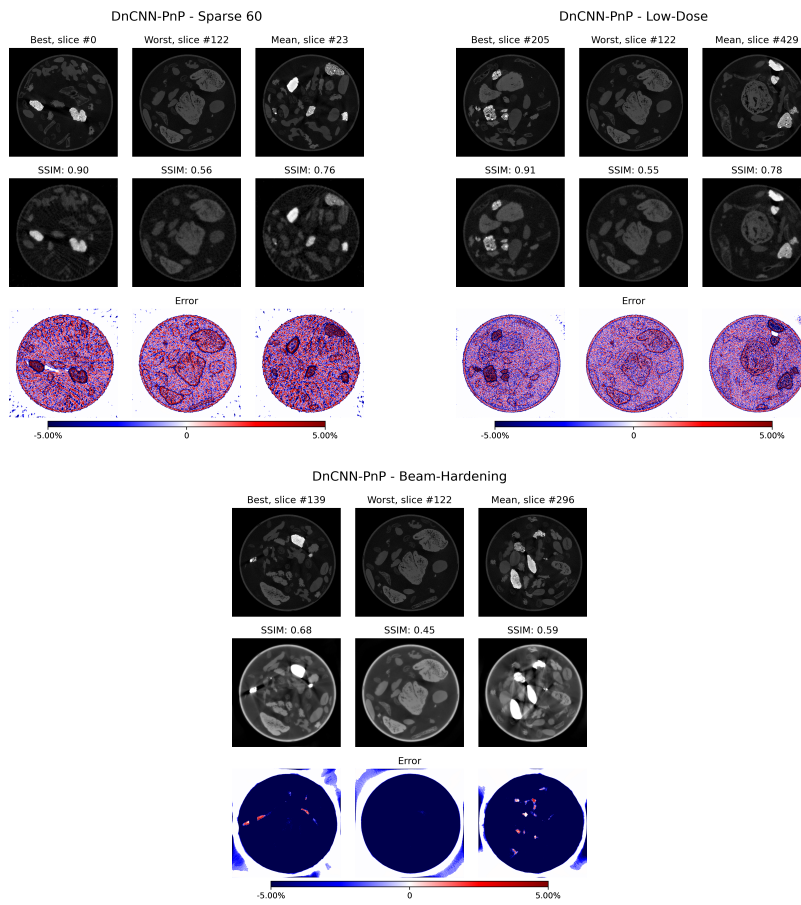 DnCNN-PnP - Sparse 60
Best, slice #0 Worst, slice #122 Mean, slice #23
SSIM: 0.90 SSIM: 0.56 SSIM: 0.76
Error
-5.00% 0 5.00%
DnCNN-PnP - Low-Dose
Best, slice #205 Worst, slice #122 Mean, slice #429
SSIM: 0.91 SSIM: 0.55 SSIM: 0.78
Error
-5.00% 0 5.00%
DnCNN-PnP - Beam-Hardening
Best, slice #139 Worst, slice #122 Mean, slice #296
SSIM: 0.68 SSIM: 0.45 SSIM: 0.59
Error
-5.00% 0 5.00%